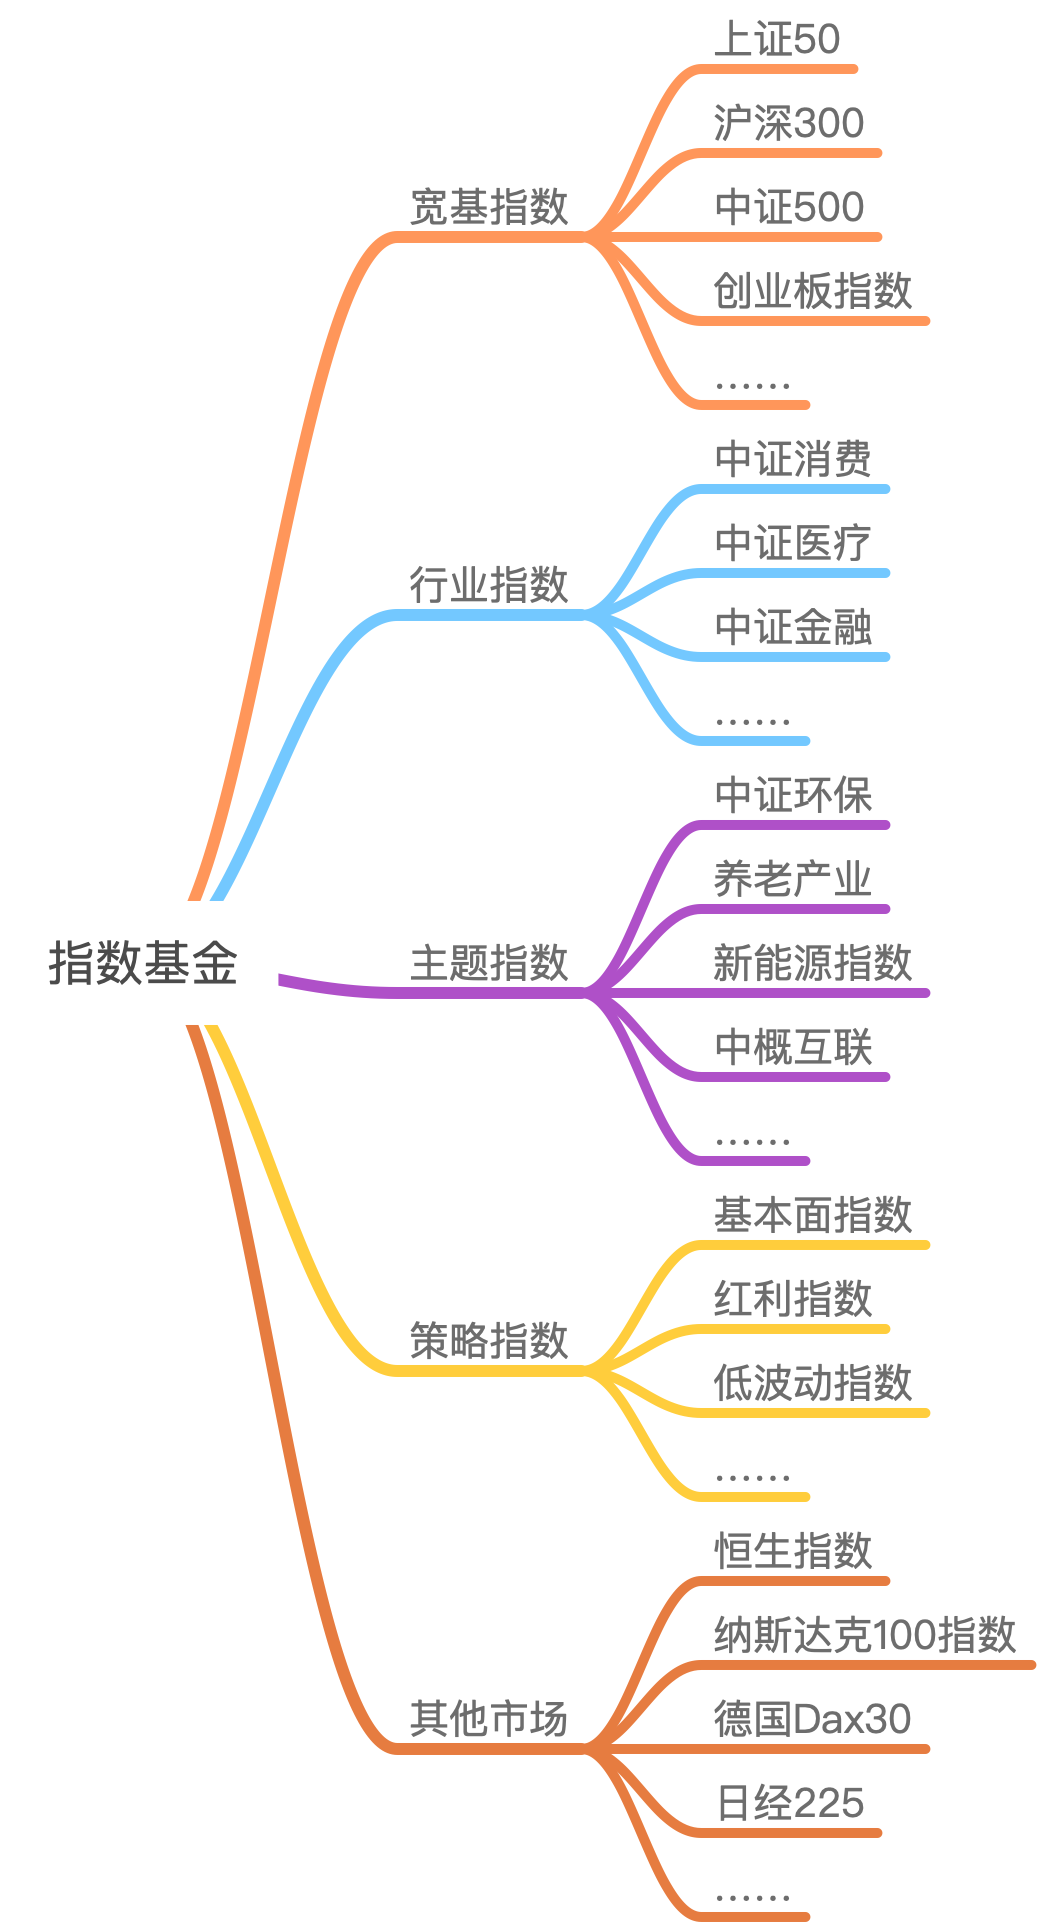 指数基金
宽基指数
上证50
沪深300
中证500
创业板指数
……
行业指数
中证消费
中证医疗
中证金融
……
主题指数
中证环保
养老产业
新能源指数
中概互联
……
策略指数
基本面指数
红利指数
低波动指数
……
其他市场
恒生指数
纳斯达克100指数
德国Dax30
日经225
……